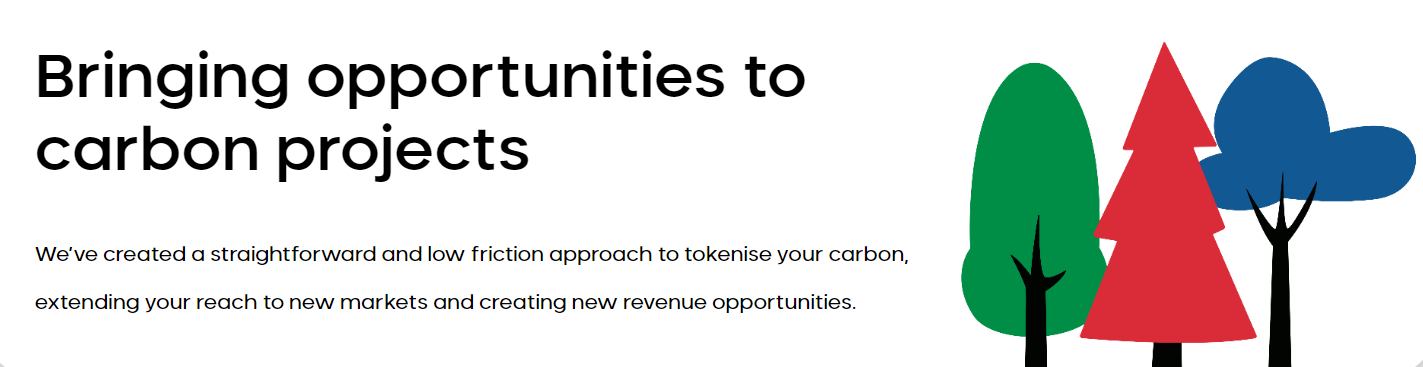 Bringing opportunities to
carbon projects
We’ve created a straightforward and low friction approach to tokenise your carbon,
extending your reach to new markets and creating new revenue opportunities.